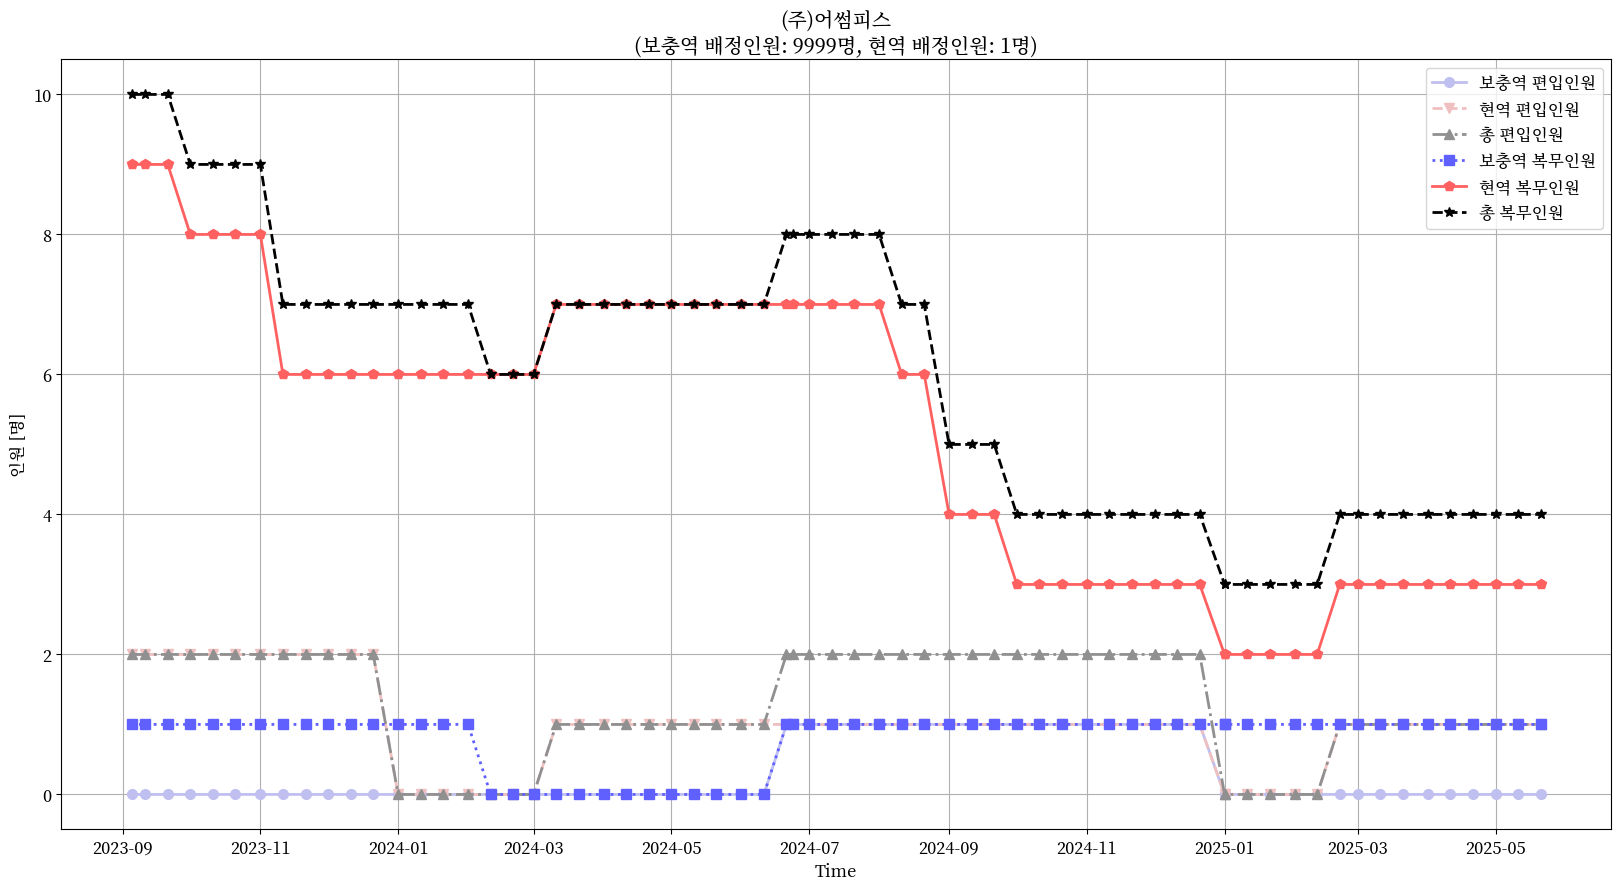 (주)어썸피스
(보충역 배정인원: 9999명, 현역 배정인원: 1명)
보충역 편입인원
현역 편입인원
총 편입인원
보충역 복무인원
현역 복무인원
총 복무인원
인원 [명]
10
8
6
4
2
0
2023-09 2023-11 2024-01 2024-03 2024-05 2024-07 2024-09 2024-11 2025-01 2025-03 2025-05
Time